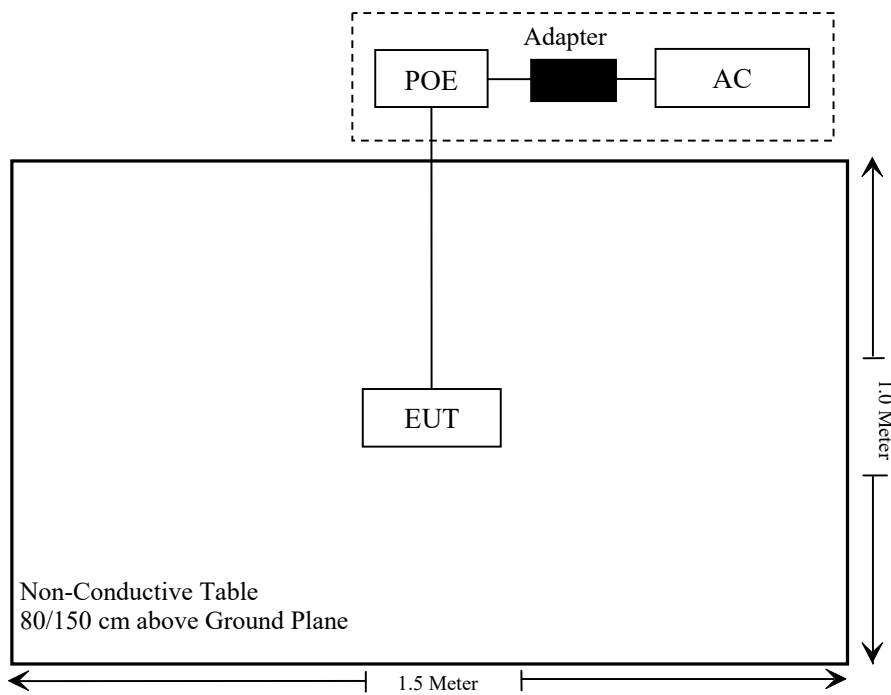 Adapter
POE
AC
EUT
1.0 Meter
Non-Conductive Table
80/150 cm above Ground Plane
1.5 Meter